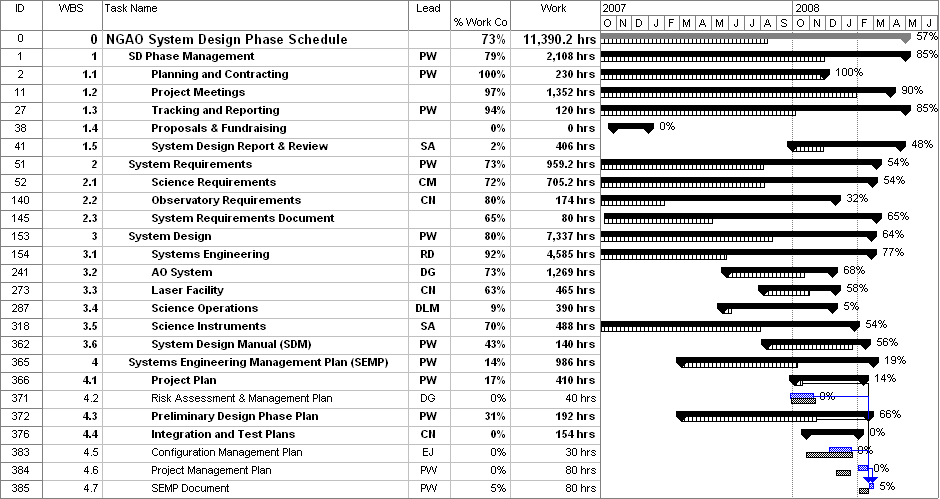 ID WBS Task Name Lead % Work Co Work 2007 2008
O N D J F M A M J J A S O N D J F M A M J
0 0 NGAO System Design Phase Schedule 73% 11,390.2 hrs 57%
1 1 SD Phase Management PW 79% 2,108 hrs 85%
2 1.1 Planning and Contracting PW 100% 230 hrs 100%
11 1.2 Project Meetings 97% 1,352 hrs 90%
27 1.3 Tracking and Reporting PW 94% 120 hrs 85%
38 1.4 Proposals & Fundraising 0% 0 hrs 0%
41 1.5 System Design Report & Review SA 2% 406 hrs 48%
51 2 System Requirements PW 73% 959.2 hrs 54%
52 2.1 Science Requirements CM 72% 705.2 hrs 54%
140 2.2 Observatory Requirements CN 80% 174 hrs 32%
145 2.3 System Requirements Document 65% 80 hrs 65%
153 3 System Design PW 80% 7,337 hrs 64%
154 3.1 Systems Engineering RD 92% 4,585 hrs 77%
241 3.2 AO System DG 73% 1,269 hrs 68%
273 3.3 Laser Facility CN 63% 465 hrs 58%
287 3.4 Science Operations DLM 9% 390 hrs 5%
318 3.5 Science Instruments SA 70% 488 hrs 54%
362 3.6 System Design Manual (SDM) PW 43% 140 hrs 56%
365 4 Systems Engineering Management Plan (SEMP) PW 14% 986 hrs 19%
366 4.1 Project Plan PW 17% 410 hrs 14%
371 4.2 Risk Assessment & Management Plan DG 0% 40 hrs 0%
372 4.3 Preliminary Design Phase Plan PW 31% 192 hrs 66%
376 4.4 Integration and Test Plans CN 0% 154 hrs 0%
383 4.5 Configuration Management Plan EJ 0% 30 hrs 0%
384 4.6 Project Management Plan PW 0% 80 hrs 0%
385 4.7 SEMP Document PW 5% 80 hrs 5%